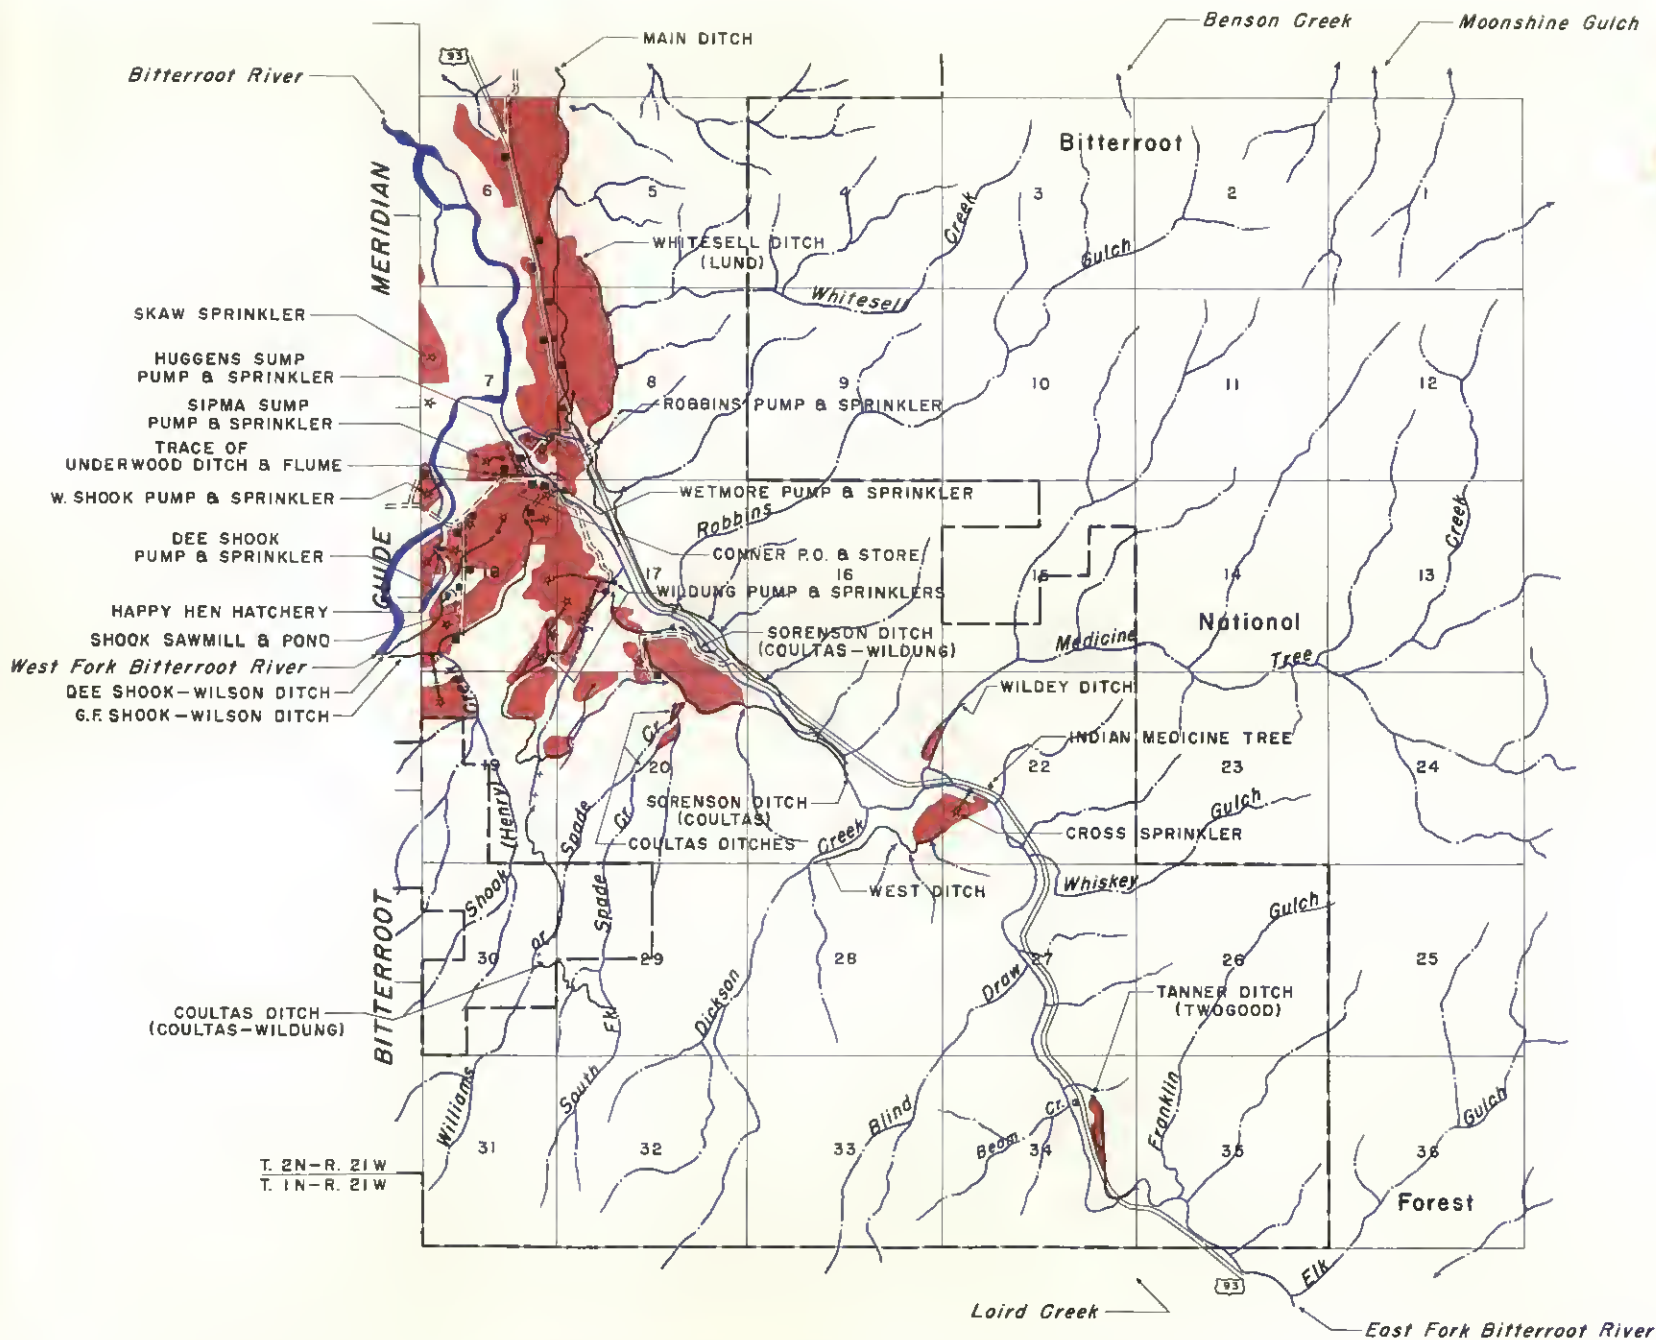 Benson Creek
Moonshine Gulch
MAIN DITCH
93
Bitterroot River
Bitterroot
6
5
4
3
2
1
MERIDIAN
Creek
WHITESELL DITCH
(LUND)
Gulch
Whitesell
SKAW SPRINKLER
HUGGENS SUMP
PUMP & SPRINKLER
7
8
9
10
11
12
SIPMA SUMP
PUMP & SPRINKLER
ROBBINS PUMP & SPRINKLER
TRACE OF
UNDERWOOD DITCH & FLUME
W. SHOOK PUMP & SPRINKLER
WETMORE PUMP & SPRINKLER
Robbins
Creek
DEE SHOOK
PUMP & SPRINKLER
CONNER P.O. & STORE
GUIDE
18
17
16
15
14
13
WILDUNG PUMP & SPRINKLERS
HAPPY HEN HATCHERY
National
SHOOK SAWMILL & POND
SORENSON DITCH
(COULTAS-WILDUNG)
Medicine
Tree
West Fork Bitterroot River
DEE SHOOK-WILSON DITCH
Creek
WILDEY DITCH
G.F. SHOOK-WILSON DITCH
Cr.
INDIAN MEDICINE TREE
19
20
22
23
24
SORENSON DITCH
(COULTAS)
Gulch
(Henry)
Spade
Cr.
COULTAS DITCHES
Creek
CROSS SPRINKLER
WEST DITCH
Whiskey
BITTERROOT
Shook
Spade
Gulch
or
30
29
28
27
26
25
Draw
Dickson
TANNER DITCH
(TWOGOOD)
COULTAS DITCH
(COULTAS-WILDUNG)
Fk.
Williams
South
Blind
Cr.
Beam
Franklin
Gulch
31
32
33
34
35
36
T. 2N-R. 21W
T. 1N-R. 21W
Forest
93
Elk
Laird Creek
East Fork Bitterroot River